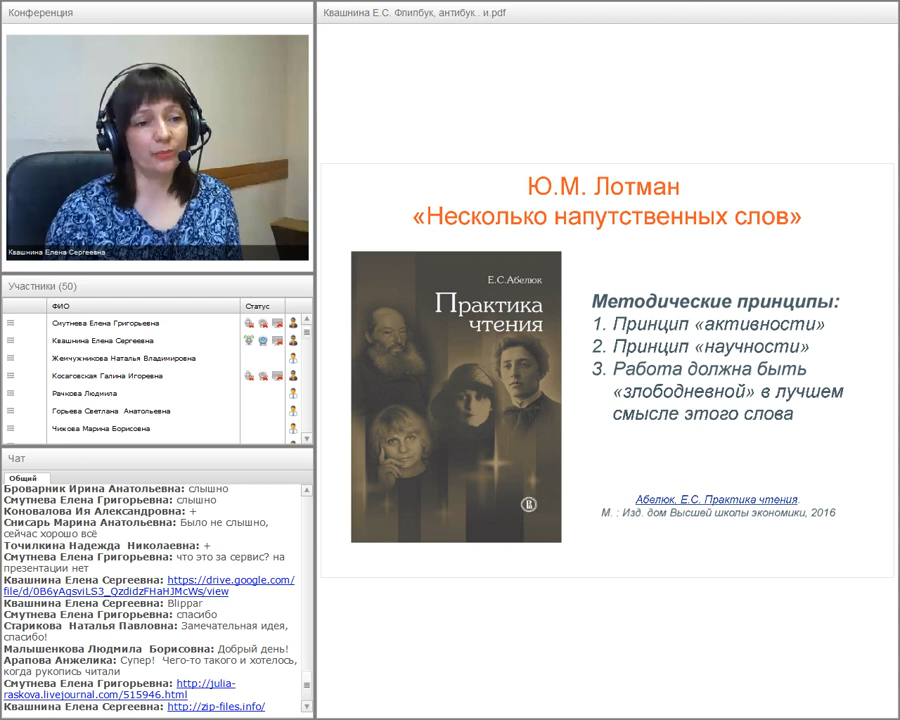 Конференция
Квашнина Елена Сергеевна
Участники (50)
ФИО Статус
Смутнева Елена Григорьевна
Квашнина Елена Сергеевна
Жемчужникова Наталья Владимировна
Косаговская Галина Игоревна
Рачкова Людмила
Горьева Светлана Анатольевна
Чижова Марина Борисовна
Чат
Общий
Броварник Ирина Анатольевна: слышно
Смутнева Елена Григорьевна: слышно
Коновалова Ия Александровна: +
Снисарь Марина Анатольевна: Было не слышно,
сейчас хорошо всё
Точилкина Надежда Николаевна: +
Смутнева Елена Григорьевна: что это за сервис? на
презентации нет
Квашнина Елена Сергеевна: https://drive.google.com/
file/d/0B6yAqsviLS3_QzdidzFHaHJMcWs/view
Квашнина Елена Сергеевна: Blippar
Смутнева Елена Григорьевна: спасибо
Старикова Наталья Павловна: Замечательная идея,
спасибо!
Малышенкова Людмила Борисовна: Добрый день!
Арапова Анжелика: Супер! Чего-то такого и хотелось,
когда рукопись читали
Смутнева Елена Григорьевна: http://julia-
raskova.livejournal.com/515946.html
Квашнина Елена Сергеевна: http://zip-files.info/
Квашнина Е.С. Флипбук, антибук.. и.pdf
Ю.М. Лотман
«Несколько напутственных слов»
Е.С.Абелюк
Практика
чтения
Методические принципы:
1. Принцип «активности»
2. Принцип «научности»
3. Работа должна быть
«злободневной» в лучшем
смысле этого слова
Абелюк, Е.С. Практика чтения.
М. : Изд. дом Высшей школы экономики, 2016